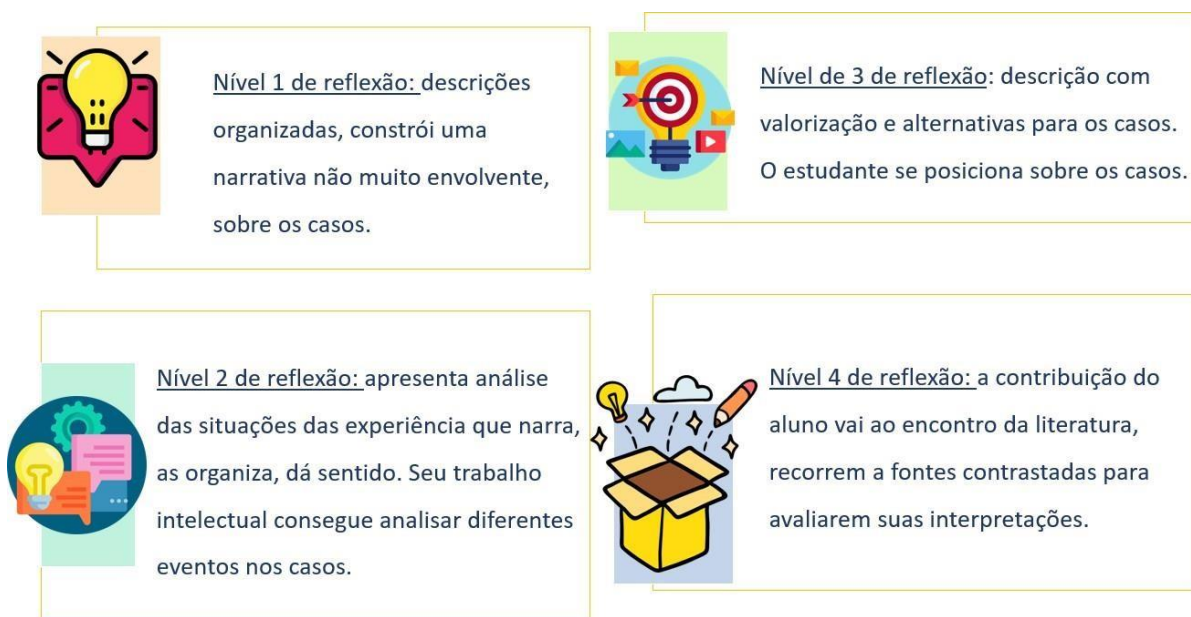 Nível 1 de reflexão: descrições
organizadas, constrói uma
narrativa não muito envolvente,
sobre os casos.
Nível 2 de reflexão: apresenta análise
das situações das experiência que narra,
as organiza, dá sentido. Seu trabalho
intelectual consegue analisar diferentes
eventos nos casos.
Nível de 3 de reflexão: descrição com
valorização e alternativas para os casos.
O estudante se posiciona sobre os casos.
Nível 4 de reflexão: a contribuição do
aluno vai ao encontro da literatura,
recorrem a fontes contrastadas para
avaliarem suas interpretações.